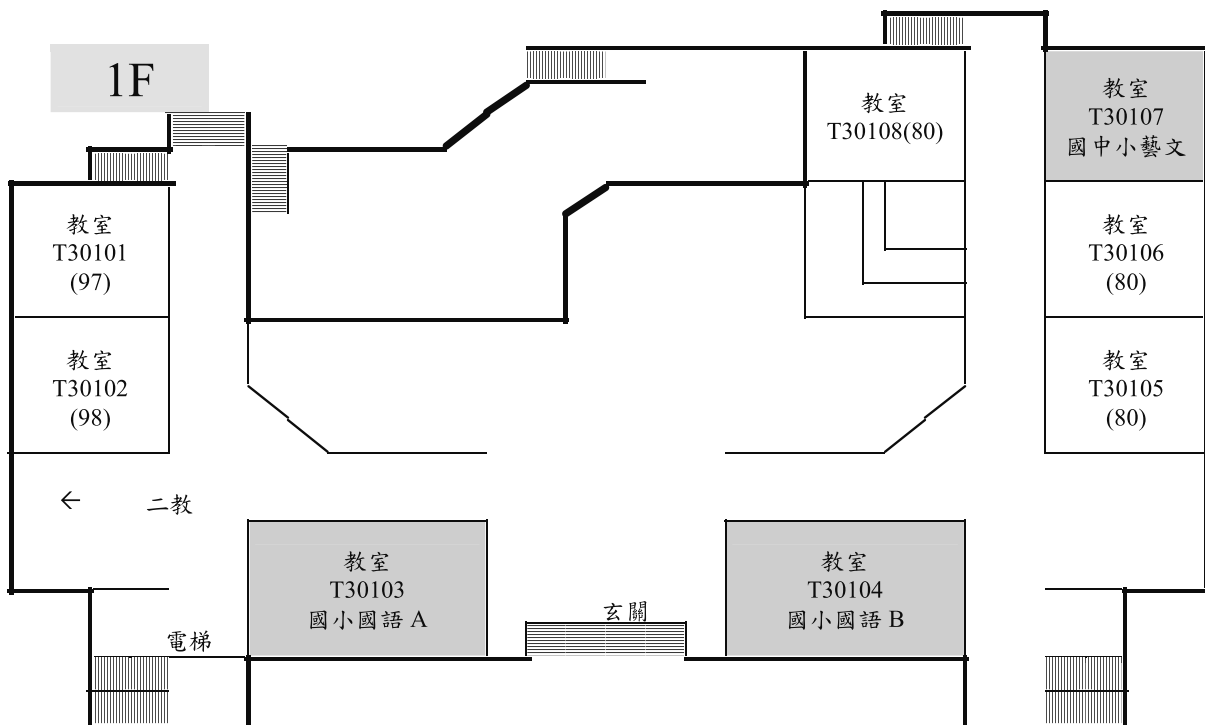 1F
教室
T30108(80)
教室
T30107
國中小藝文
教室
T30101
(97)
教室
T30106
(80)
教室
T30102
(98)
教室
T30105
(80)
← 二教
教室
T30103
國小國語 A
玄關
教室
T30104
國小國語 B
電梯